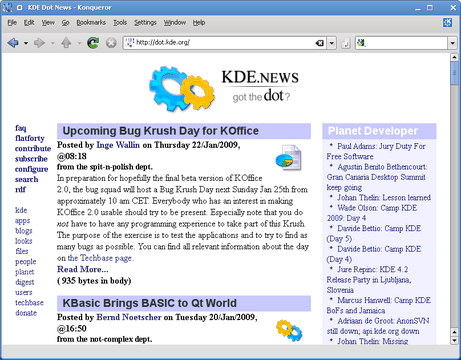 KDE Dot News - Konqueror
File Edit View Go Bookmarks Tools Settings Window Help
http://dot.kde.org/
KDE.NEWS
got the dot?
faq
flatforty
contribute
subscribe
configure
search
rdf
kde
apps
blogs
looks
files
people
planet
digest
users
techbase
donate
Upcoming Bug Krush Day for KOffice
Posted by Inge Wallin on Thursday 22/Jan/2009,
@08:18
from the spit-n-polish dept.
In preparation for hopefully the final beta version of KOffice
2.0, the bug squad will host a Bug Krush Day next Sunday Jan 25th from
approximately 10 am CET. Everybody who has an interest in making
KOffice 2.0 usable should try to be present. Especially note that you do
not have to have any programming experience to take part of this Krush.
The purpose of the exercise is to test the applications and to try to find as
many bugs as possible. You can find all relevant information about the day
on the Techbase page.
Read More...
( 935 bytes in body)
KBasic Brings BASIC to Qt World
Posted by Bernd Noetscher on Tuesday 20/Jan/2009,
@16:50
from the not-complex dept.
Planet Developer
* Paul Adams: Jury Duty For
Free Software
* Agustin Benito Bethencourt:
Gran Canaria Desktop Summit
keep going
* Johan Thelin: Lesson learned
* Wade Olson: Camp KDE
2009: Day 4
* Davide Bettio: Camp KDE
(Day 5)
* Davide Bettio: Camp KDE
(Day 4)
* Jure Repinc: KDE 4.2
Release Party in Ljubljana,
Slovenia
* Marcus Hanwell: Camp KDE
BoFs and Jamaica
* Adriaan de Groot: AnonSVN
still down; api.kde.org down
* Johan Thelin: Missing